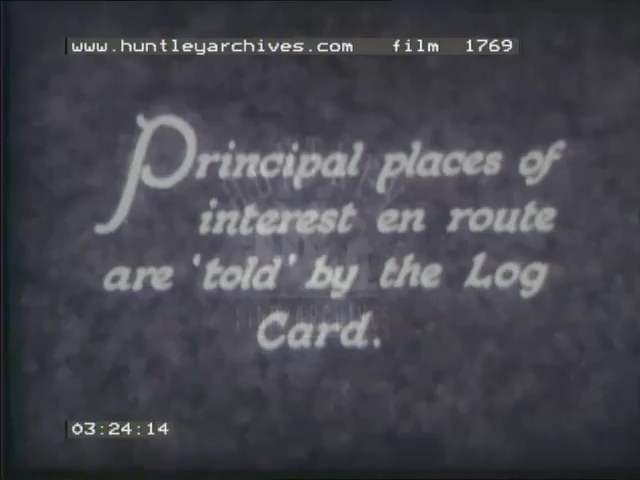 www.huntleyarchives.com film 1769
Principal places of
interest en route
are 'told' by the Log
Card.
03:24:14